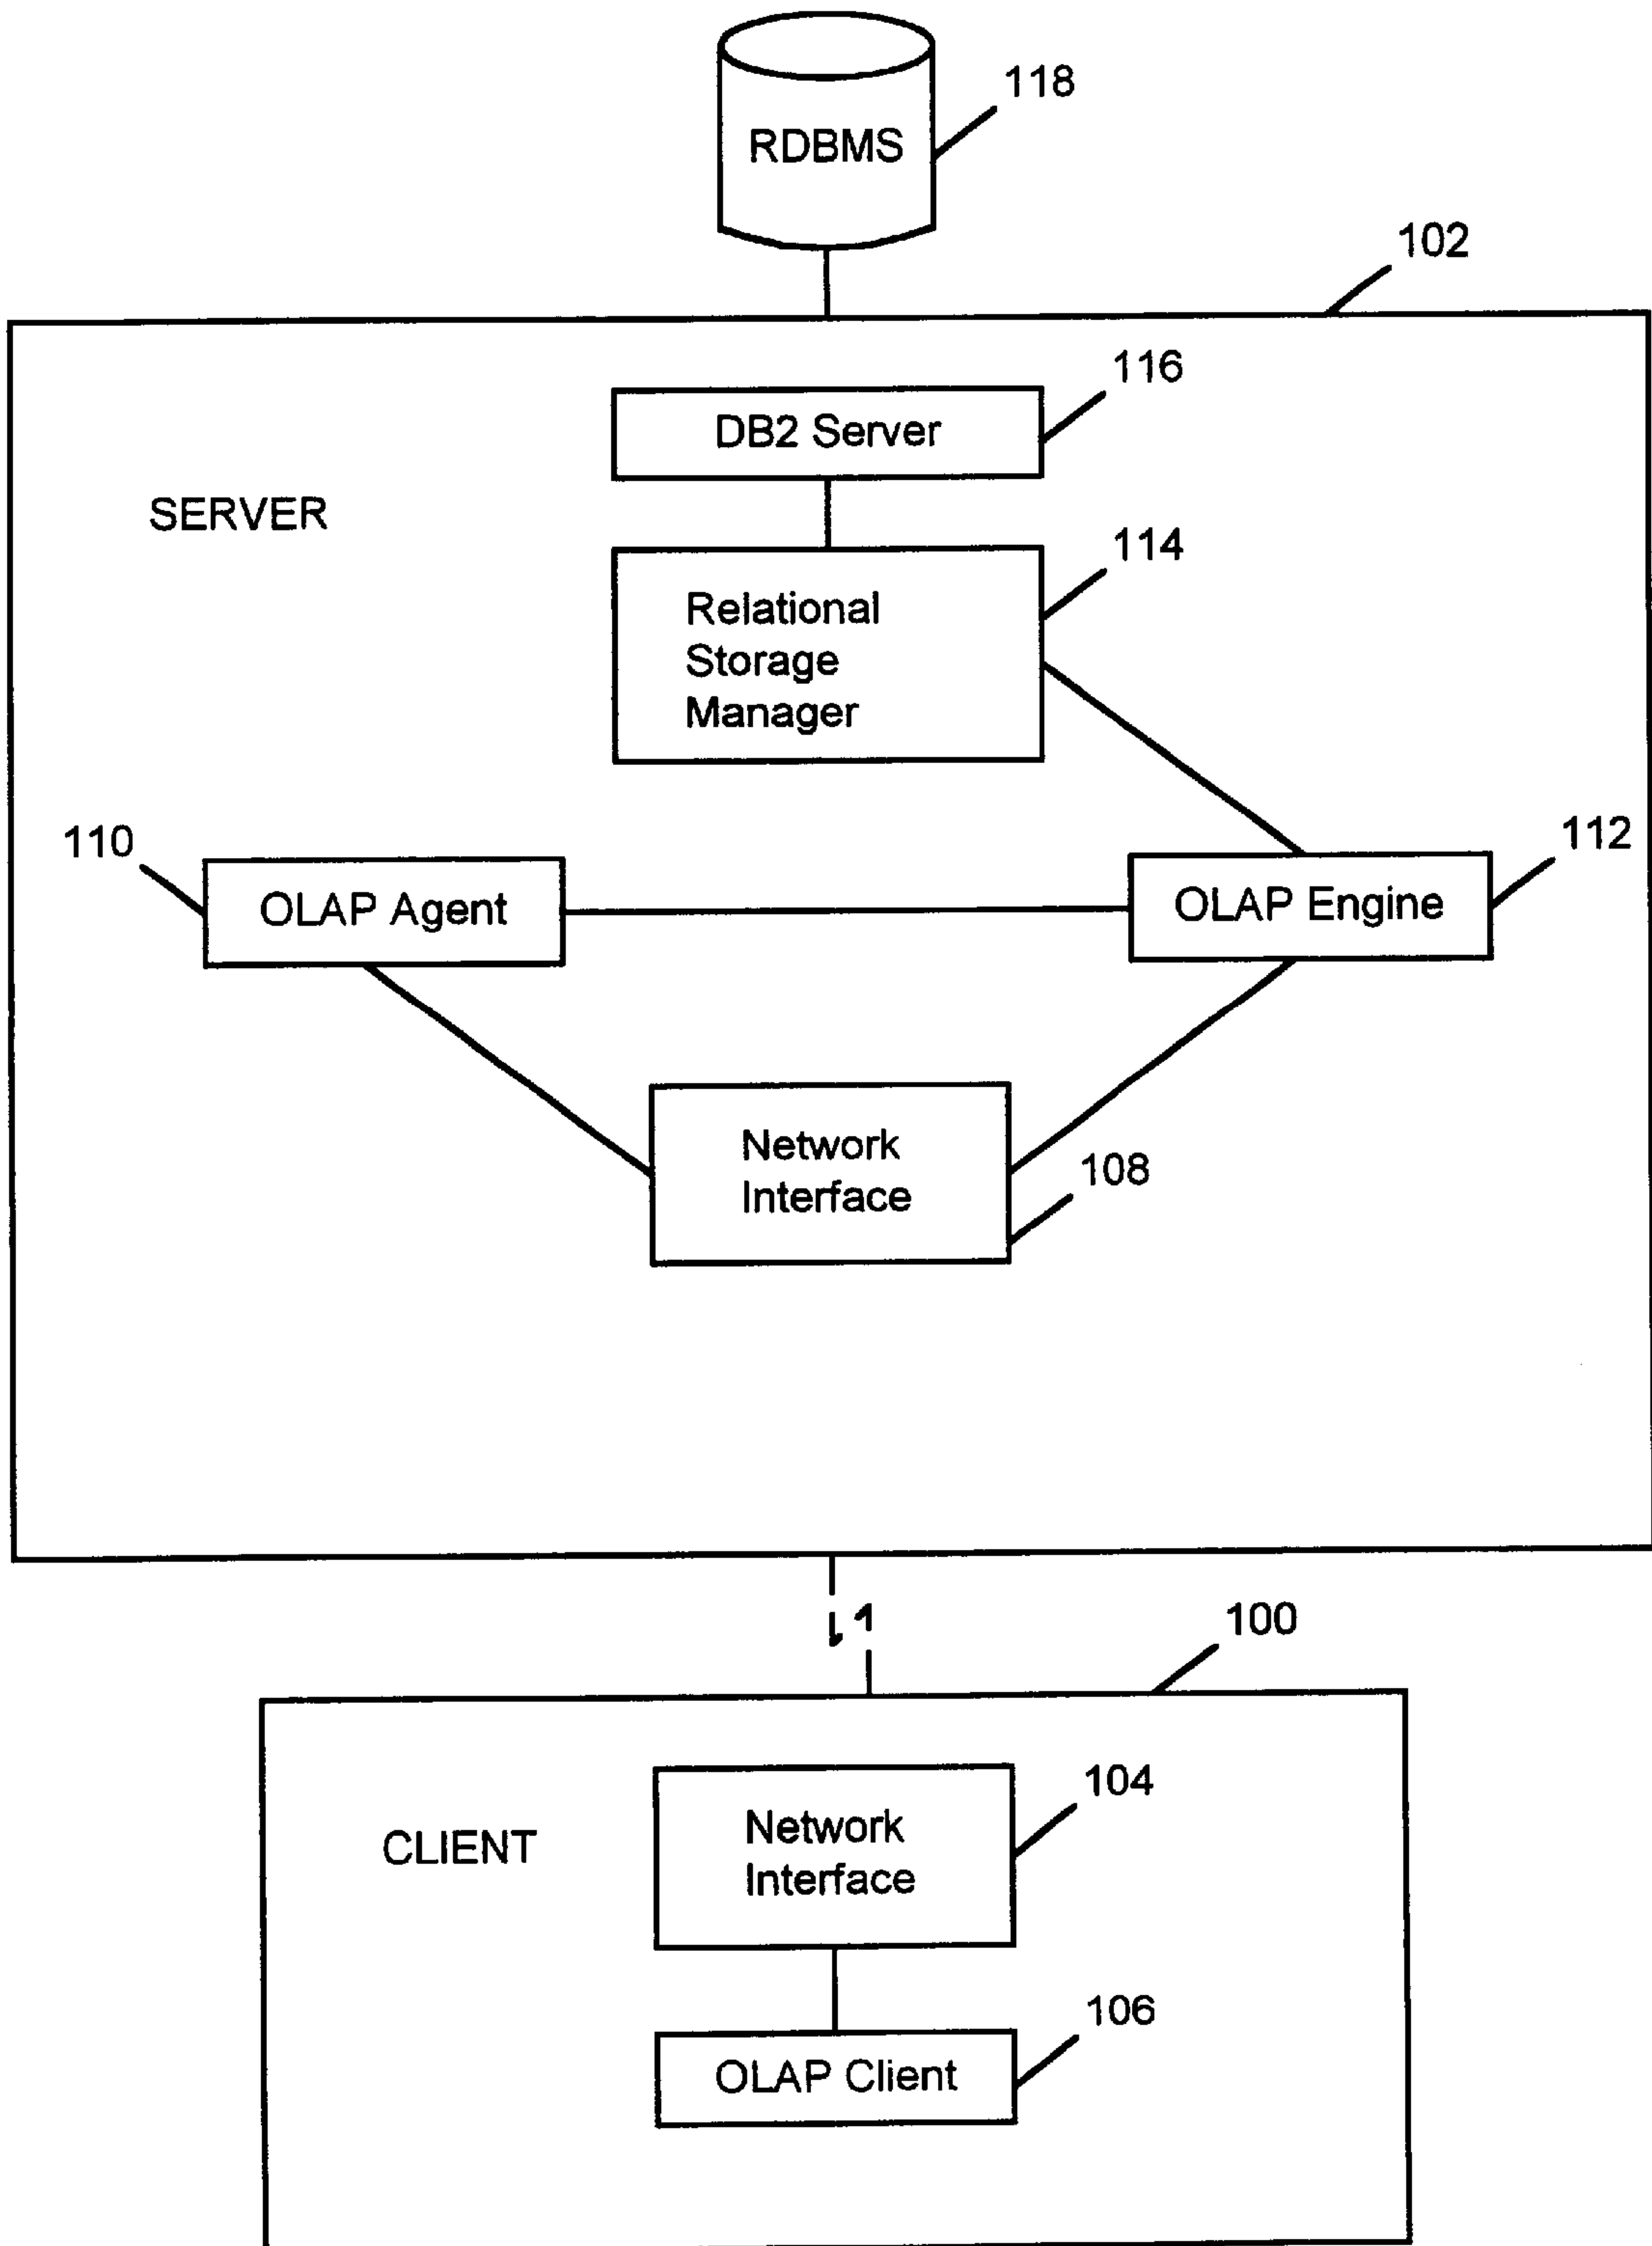 118
RDBMS
102
116
DB2 Server
SERVER
114
Relational
Storage
Manager
110
OLAP Agent
112
OLAP Engine
Network
Interface
108
100
CLIENT
104
Network
Interface
106
OLAP Client